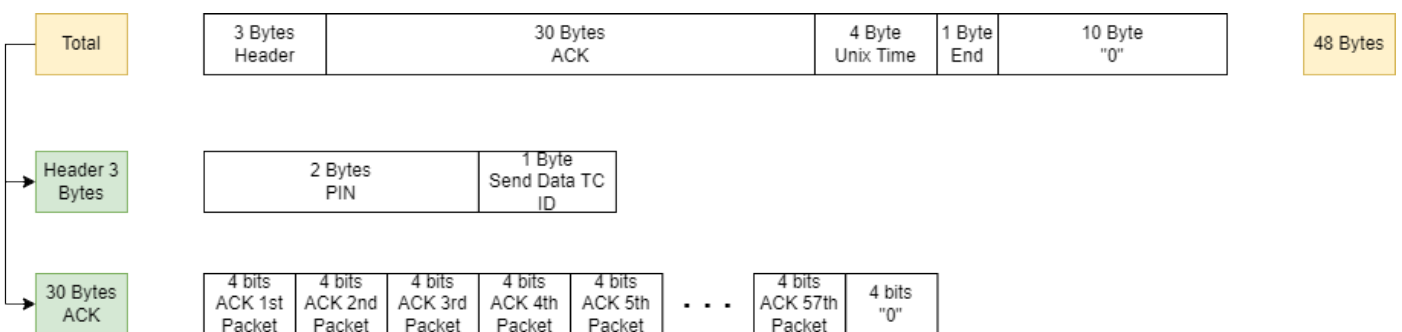 Total
3 Bytes
Header
30 Bytes
ACK
4 Byte
Unix Time
1 Byte
End
10 Byte
"0"
48 Bytes
Header 3
Bytes
2 Bytes
PIN
1 Byte
Send Data TC
ID
30 Bytes
ACK
4 bits
ACK 1st
Packet
4 bits
ACK 2nd
Packet
4 bits
ACK 3rd
Packet
4 bits
ACK 4th
Packet
4 bits
ACK 5th
Packet
. . .
4 bits
ACK 57th
Packet
4 bits
"0"